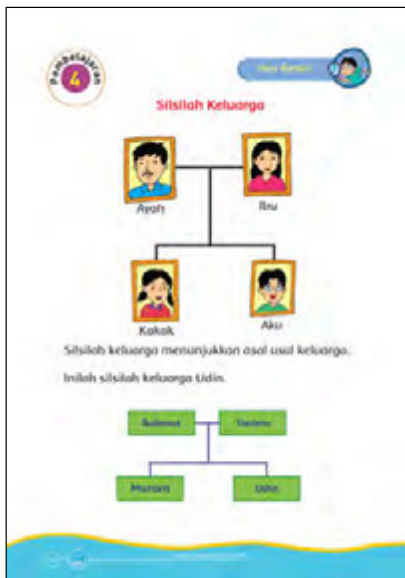 Pembelajaran
4
Silsilah Keluarga
Ayah
Ibu
Kakak
Aku
Silsilah keluarga menunjukkan asal usul keluarga.
Inilah silsilah keluarga Udin.
Mutiara
Udin